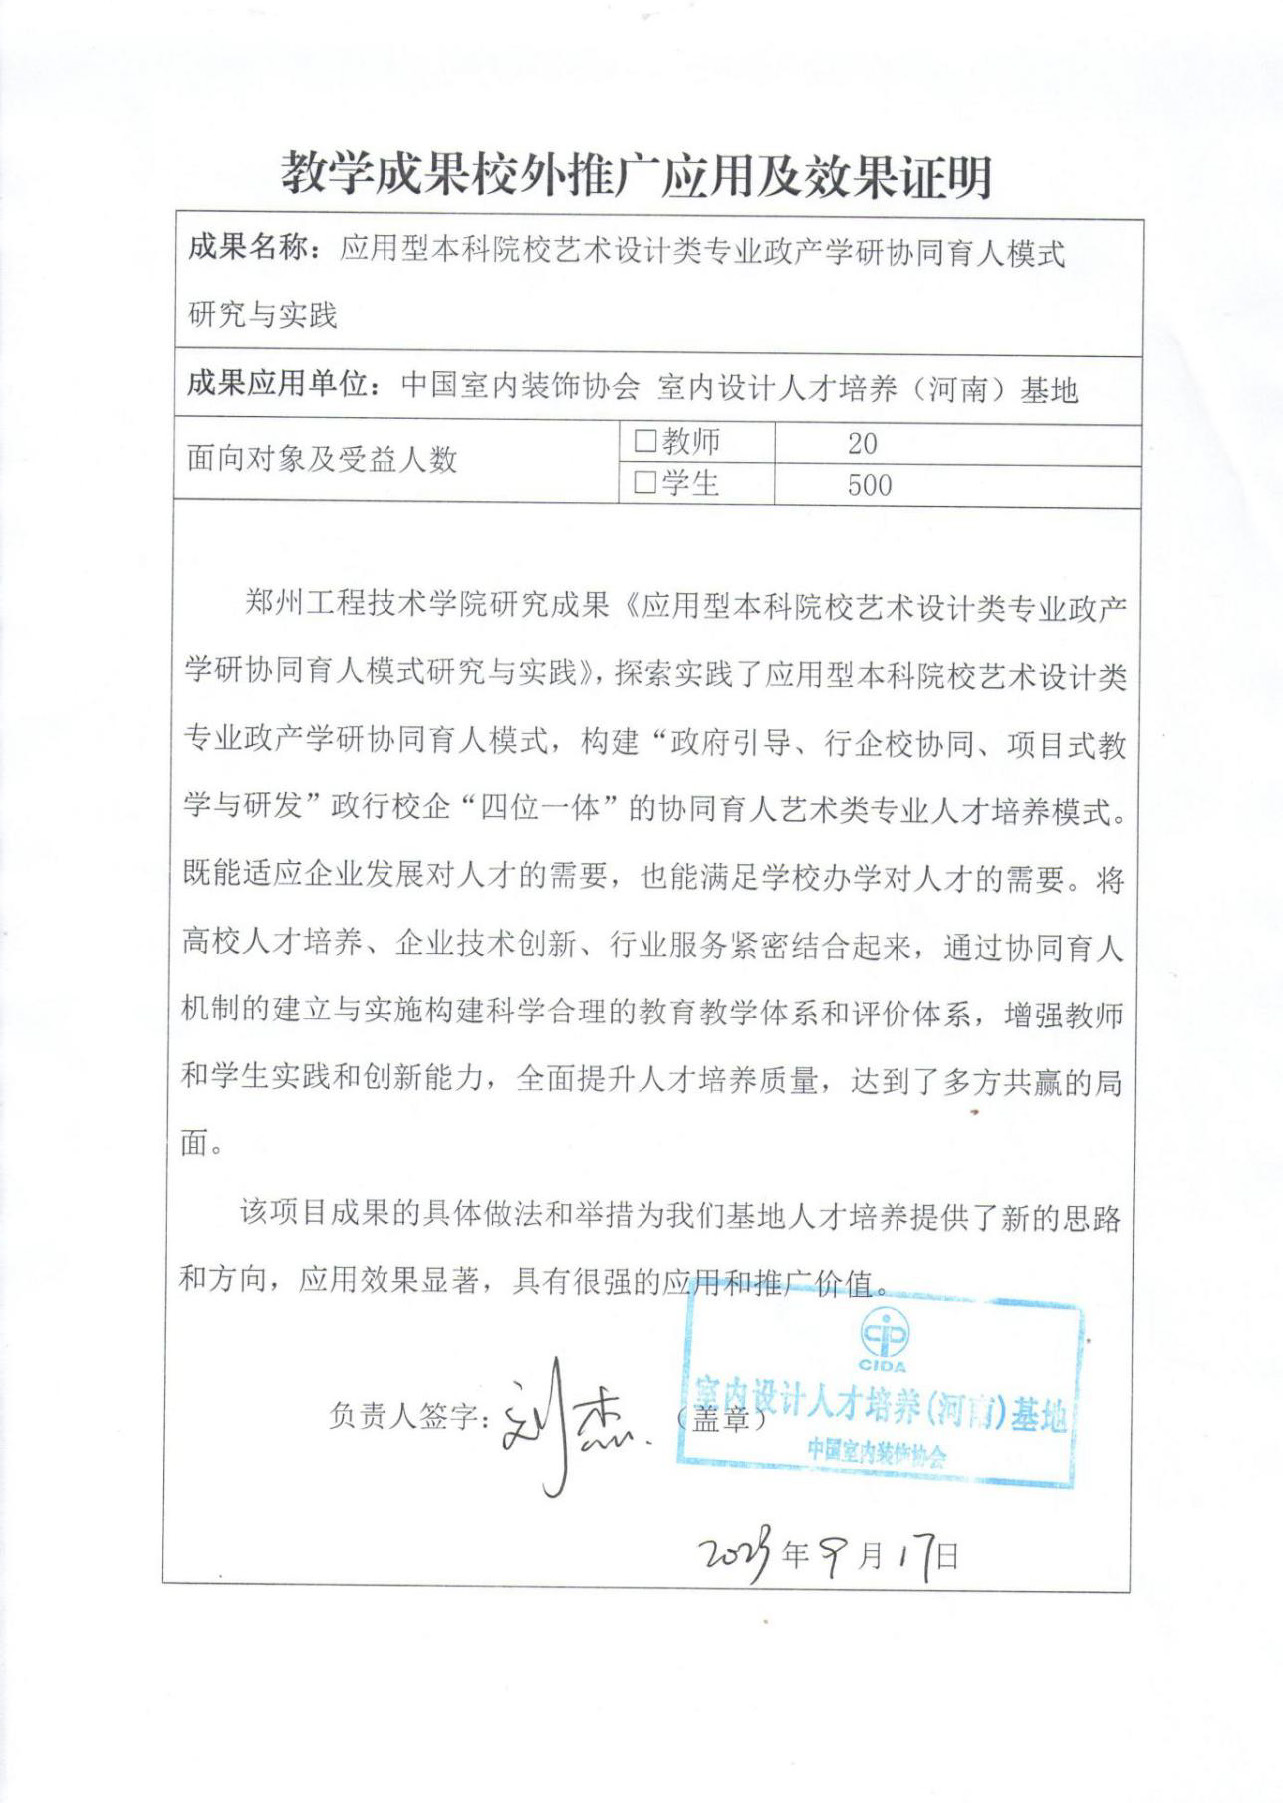 教学成果校外推广应用及效果证明
成果名称：应用型本科院校艺术设计类专业政产学研协同育人模式
研究与实践
成果应用单位：中国室内装饰协会 室内设计人才培养（河南）基地
面向对象及受益人数
□教师 20
□学生 500
郑州工程技术学院研究成果《应用型本科院校艺术设计类专业政产
学研协同育人模式研究与实践》，探索实践了应用型本科院校艺术设计类
专业政产学研协同育人模式，构建“政府引导、行企校协同、项目式教
学与研发”政行校企“四位一体”的协同育人艺术类专业人才培养模式。
既能适应企业发展对人才的需要，也能满足学校办学对人才的需要。将
高校人才培养、企业技术创新、行业服务紧密结合起来，通过协同育人
机制的建立与实施构建科学合理的教育教学体系和评价体系，增强教师
和学生实践和创新能力，全面提升人才培养质量，达到了多方共赢的局
面。
该项目成果的具体做法和举措为我们基地人才培养提供了新的思路
和方向，应用效果显著，具有很强的应用和推广价值。
CIDA
室内设计人才培养(河南)基地
中国室内装饰协会
负责人签字：刘杰 （盖章）
2023年9月17日